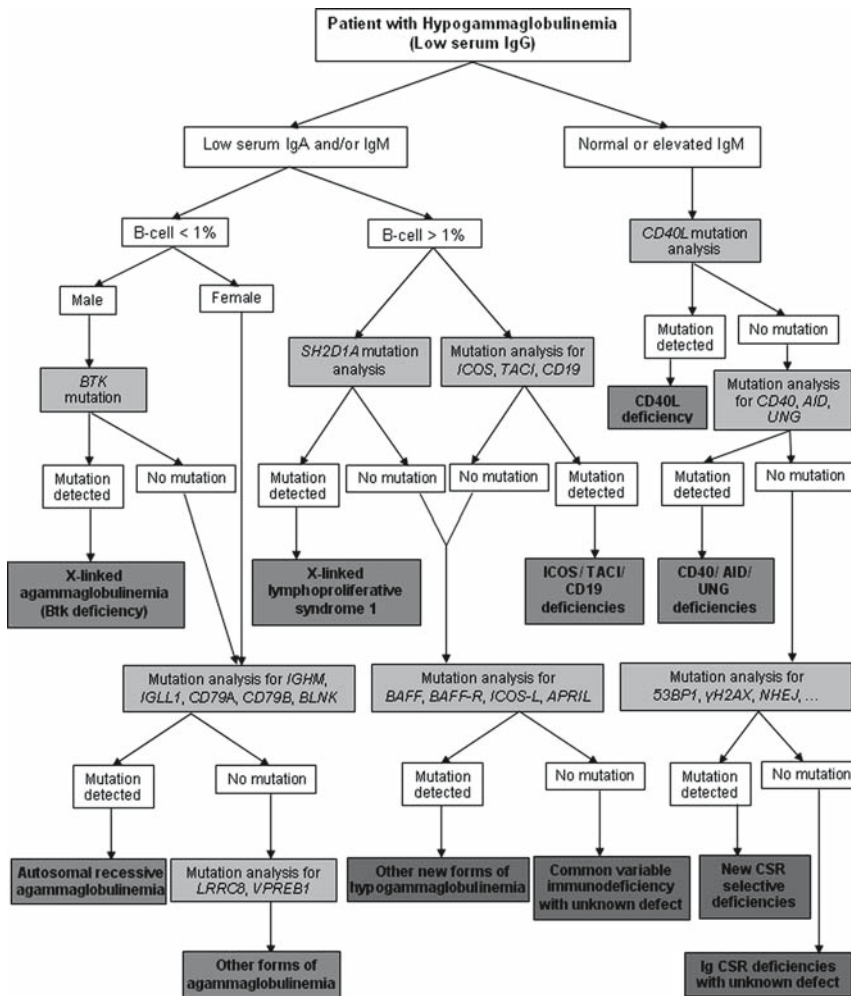 Patient with Hypogammaglobulinemia
(Low serum IgG)
Low serum IgA and/or IgM
Normal or elevated IgM
B-cell < 1%
B-cell > 1%
CD40L mutation
analysis
Male
Female
Mutation
detected
No mutation
SH2D1A mutation
analysis
Mutation analysis for
ICOS, TACI, CD19
BTK
mutation
CD40L
deficiency
Mutation analysis
for CD40, AID,
UNG
Mutation
detected
No mutation
Mutation
detected
No mutation
No mutation
Mutation
detected
Mutation
detected
No mutation
X-linked
agammaglobulinemia
(Btk deficiency)
X-linked
lymphoproliferative
syndrome 1
ICOS/ TACI/
CD19
deficiencies
CD40/ AID/
UNG
deficiencies
Mutation analysis for IGHM,
IGLL1, CD79A, CD79B, BLNK
Mutation analysis for
BAFF, BAFF-R, ICOS-L, APRIL
Mutation analysis for
53BP1, γH2AX, NHEJ, ...
Mutation
detected
No mutation
Mutation
detected
No mutation
Mutation
detected
No mutation
Autosomal recessive
agammaglobulinemia
Mutation analysis for
LRRC8, VPREB1
Other new forms of
hypogammaglobulinemia
Common variable
immunodeficiency
with unknown defect
New CSR
selective
deficiencies
Other forms of
agammaglobulinemia
Ig CSR deficiencies
with unknown defect